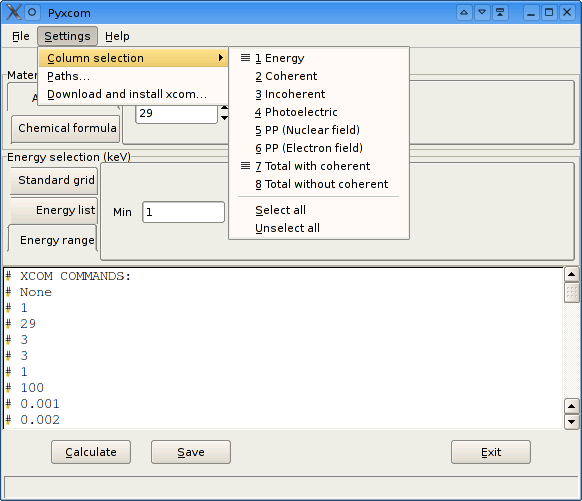 Pyxcom
File Settings Help
Column selection
Paths...
Download and install xcom...
1 Energy
2 Coherent
3 Incoherent
4 Photoelectric
5 PP (Nuclear field)
6 PP (Electron field)
7 Total with coherent
8 Total without coherent
Select all
Unselect all
29
Chemical formula
Energy selection (keV)
Standard grid
Energy list
Energy range
Min 1
# XCOM COMMANDS:
# None
# 1
# 29
# 3
# 3
# 1
# 100
# 0.001
# 0.002
Calculate Save Exit